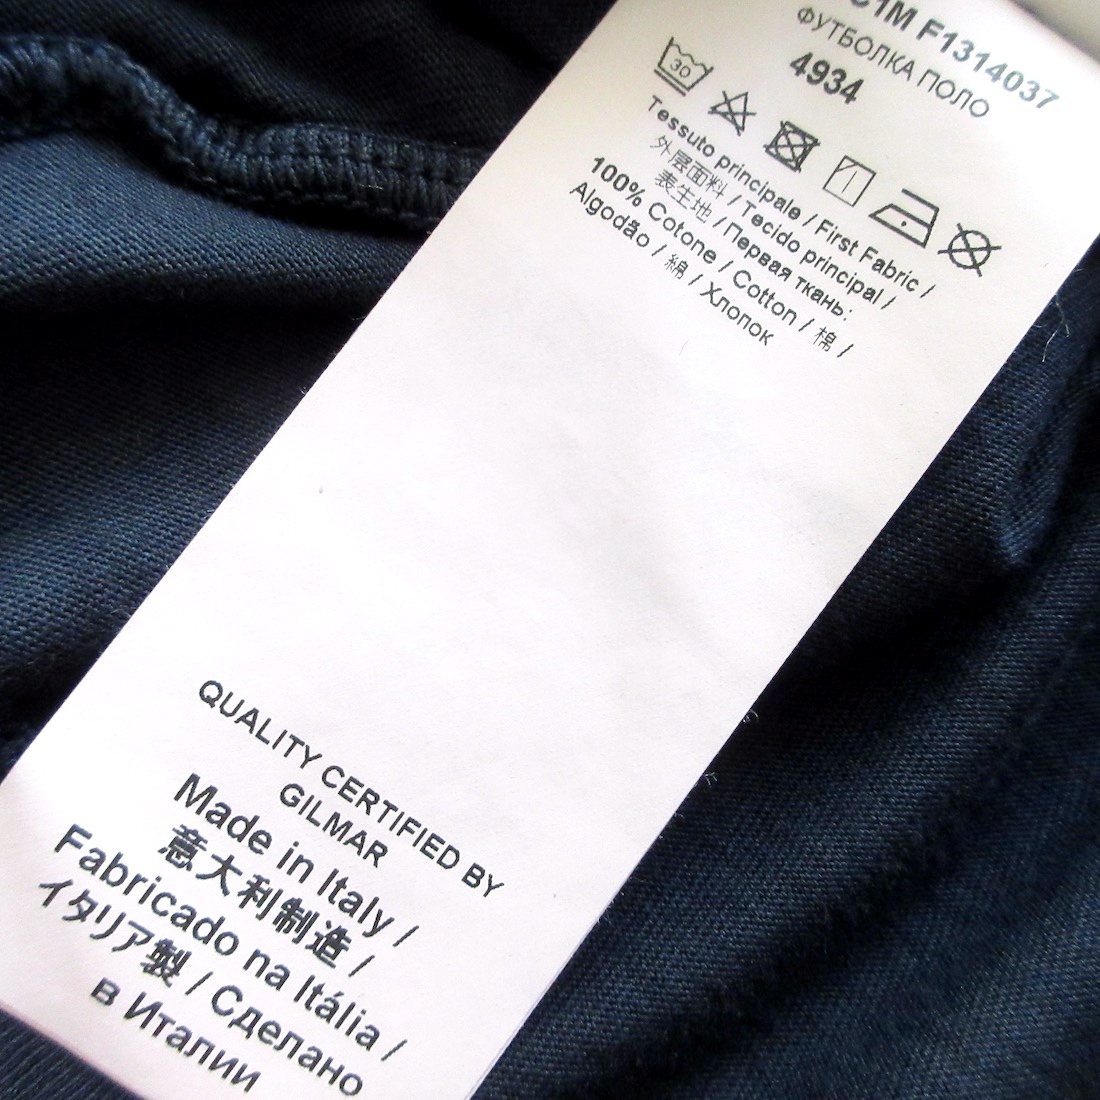 C1M F1314037
ФУТБОЛКА ПОЛО
4934
30
Tessuto principale / First Fabric /
外层面料 / Tecido principal /
表生地 / Первая ткань:
100% Cotone / Cotton / 棉 /
Algodão / 綿 / Хлопок
QUALITY CERTIFIED BY
GILMAR
Made in Italy /
意大利制造 /
Fabricado na Itália /
イタリア製 / Сделано
в Италии